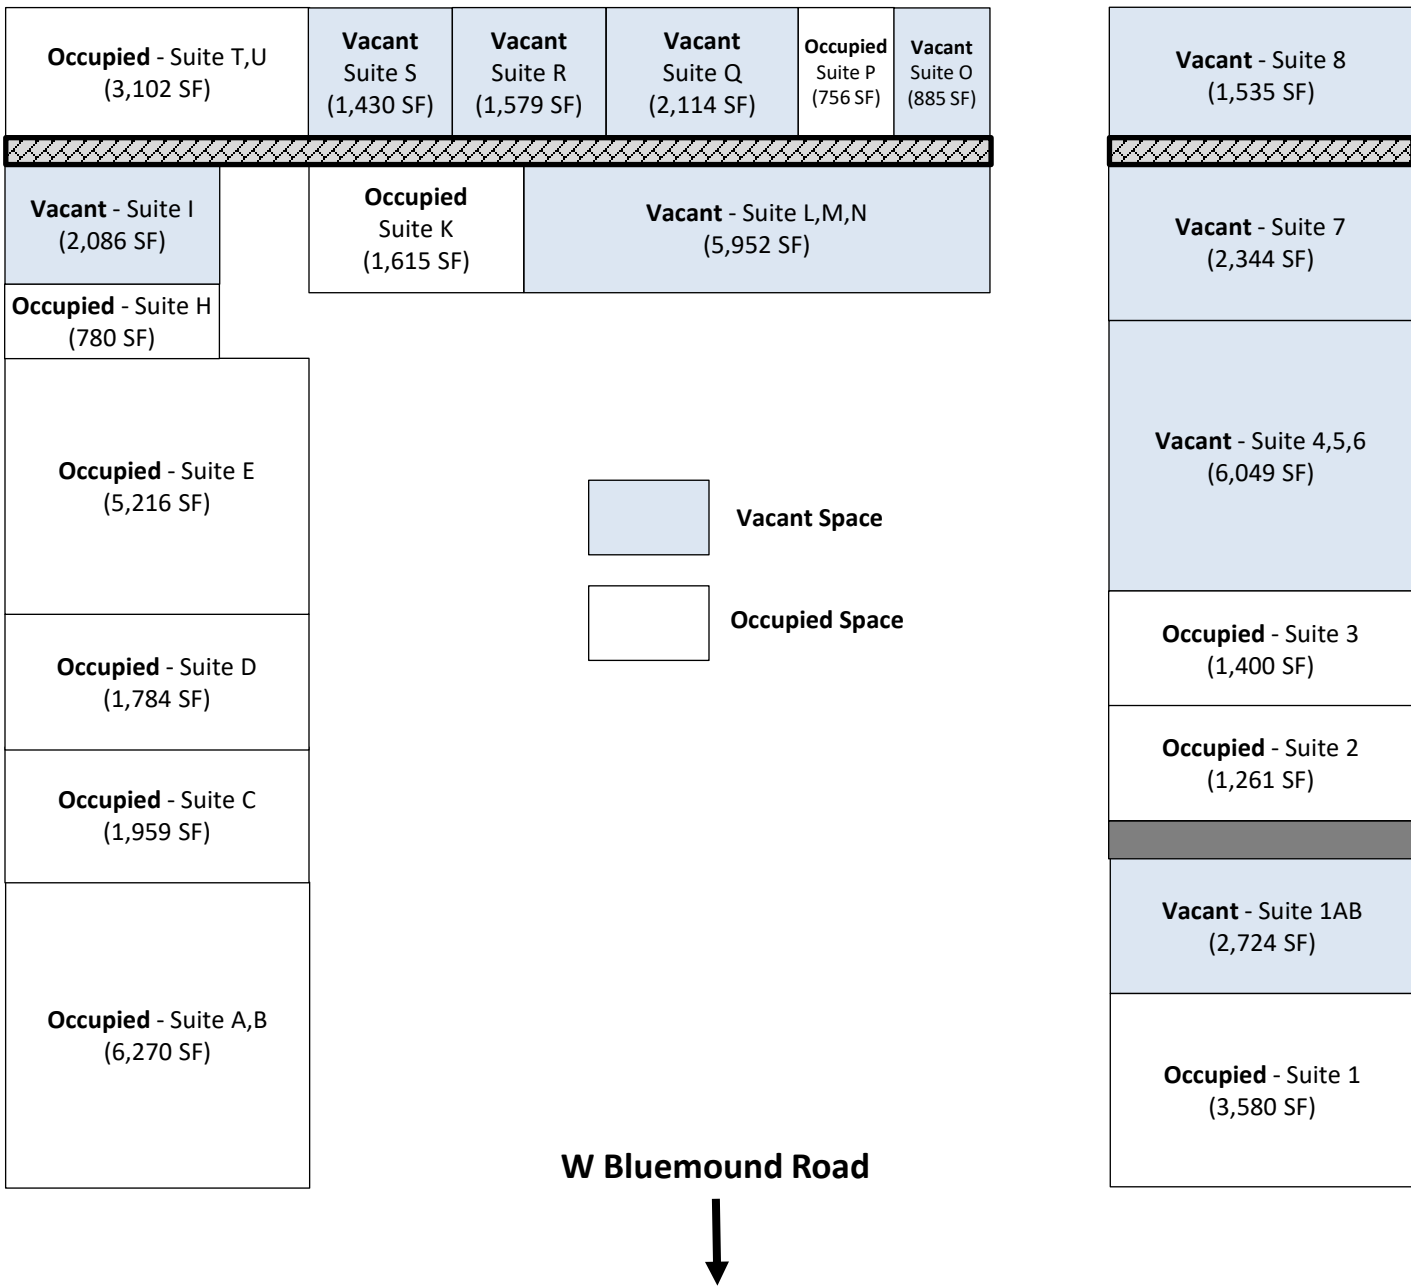 Occupied - Suite T,U
(3,102 SF)
Vacant
Suite S
(1,430 SF)
Vacant
Suite R
(1,579 SF)
Vacant
Suite Q
(2,114 SF)
Occupied
Suite P
(756 SF)
Vacant
Suite O
(885 SF)
Vacant - Suite 8
(1,535 SF)
Vacant - Suite I
(2,086 SF)
Occupied
Suite K
(1,615 SF)
Vacant - Suite L,M,N
(5,952 SF)
Vacant - Suite 7
(2,344 SF)
Occupied - Suite H
(780 SF)
Occupied - Suite E
(5,216 SF)
Vacant - Suite 4,5,6
(6,049 SF)
Vacant Space
Occupied Space
Occupied - Suite D
(1,784 SF)
Occupied - Suite 3
(1,400 SF)
Occupied - Suite C
(1,959 SF)
Occupied - Suite 2
(1,261 SF)
Vacant - Suite 1AB
(2,724 SF)
Occupied - Suite A,B
(6,270 SF)
Occupied - Suite 1
(3,580 SF)
W Bluemound Road